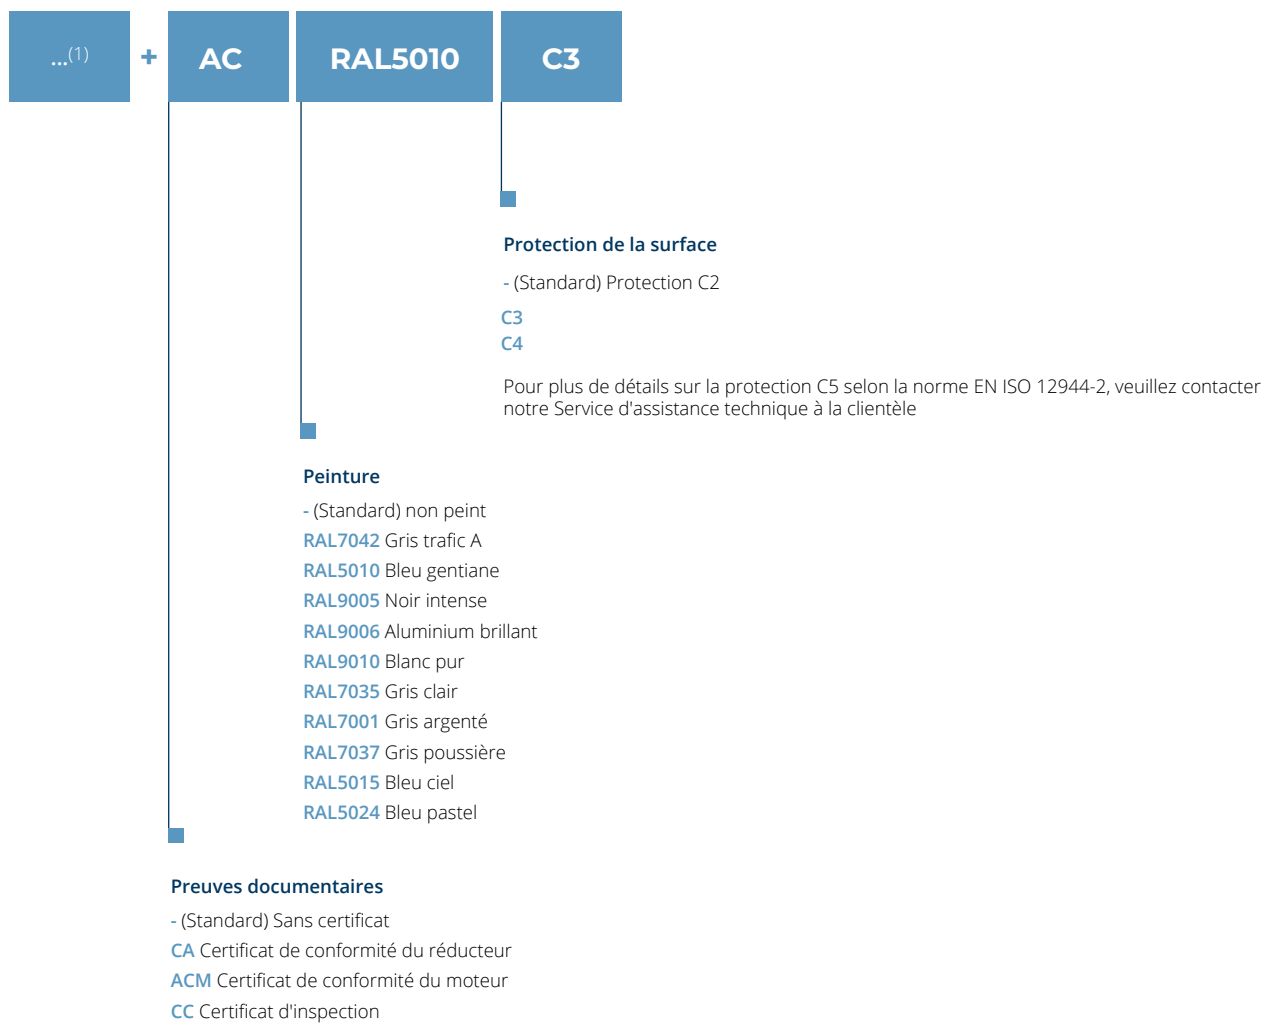 ...(1) + AC RAL5010 C3
Protection de la surface
- (Standard) Protection C2
C3
C4
Pour plus de détails sur la protection C5 selon la norme EN ISO 12944-2, veuillez contacter
notre Service d'assistance technique à la clientèle
Peinture
- (Standard) non peint
RAL7042 Gris trafic A
RAL5010 Bleu gentiane
RAL9005 Noir intense
RAL9006 Aluminium brillant
RAL9010 Blanc pur
RAL7035 Gris clair
RAL7001 Gris argenté
RAL7037 Gris poussière
RAL5015 Bleu ciel
RAL5024 Bleu pastel
Preuves documentaires
- (Standard) Sans certificat
CA Certificat de conformité du réducteur
ACM Certificat de conformité du moteur
CC Certificat d'inspection